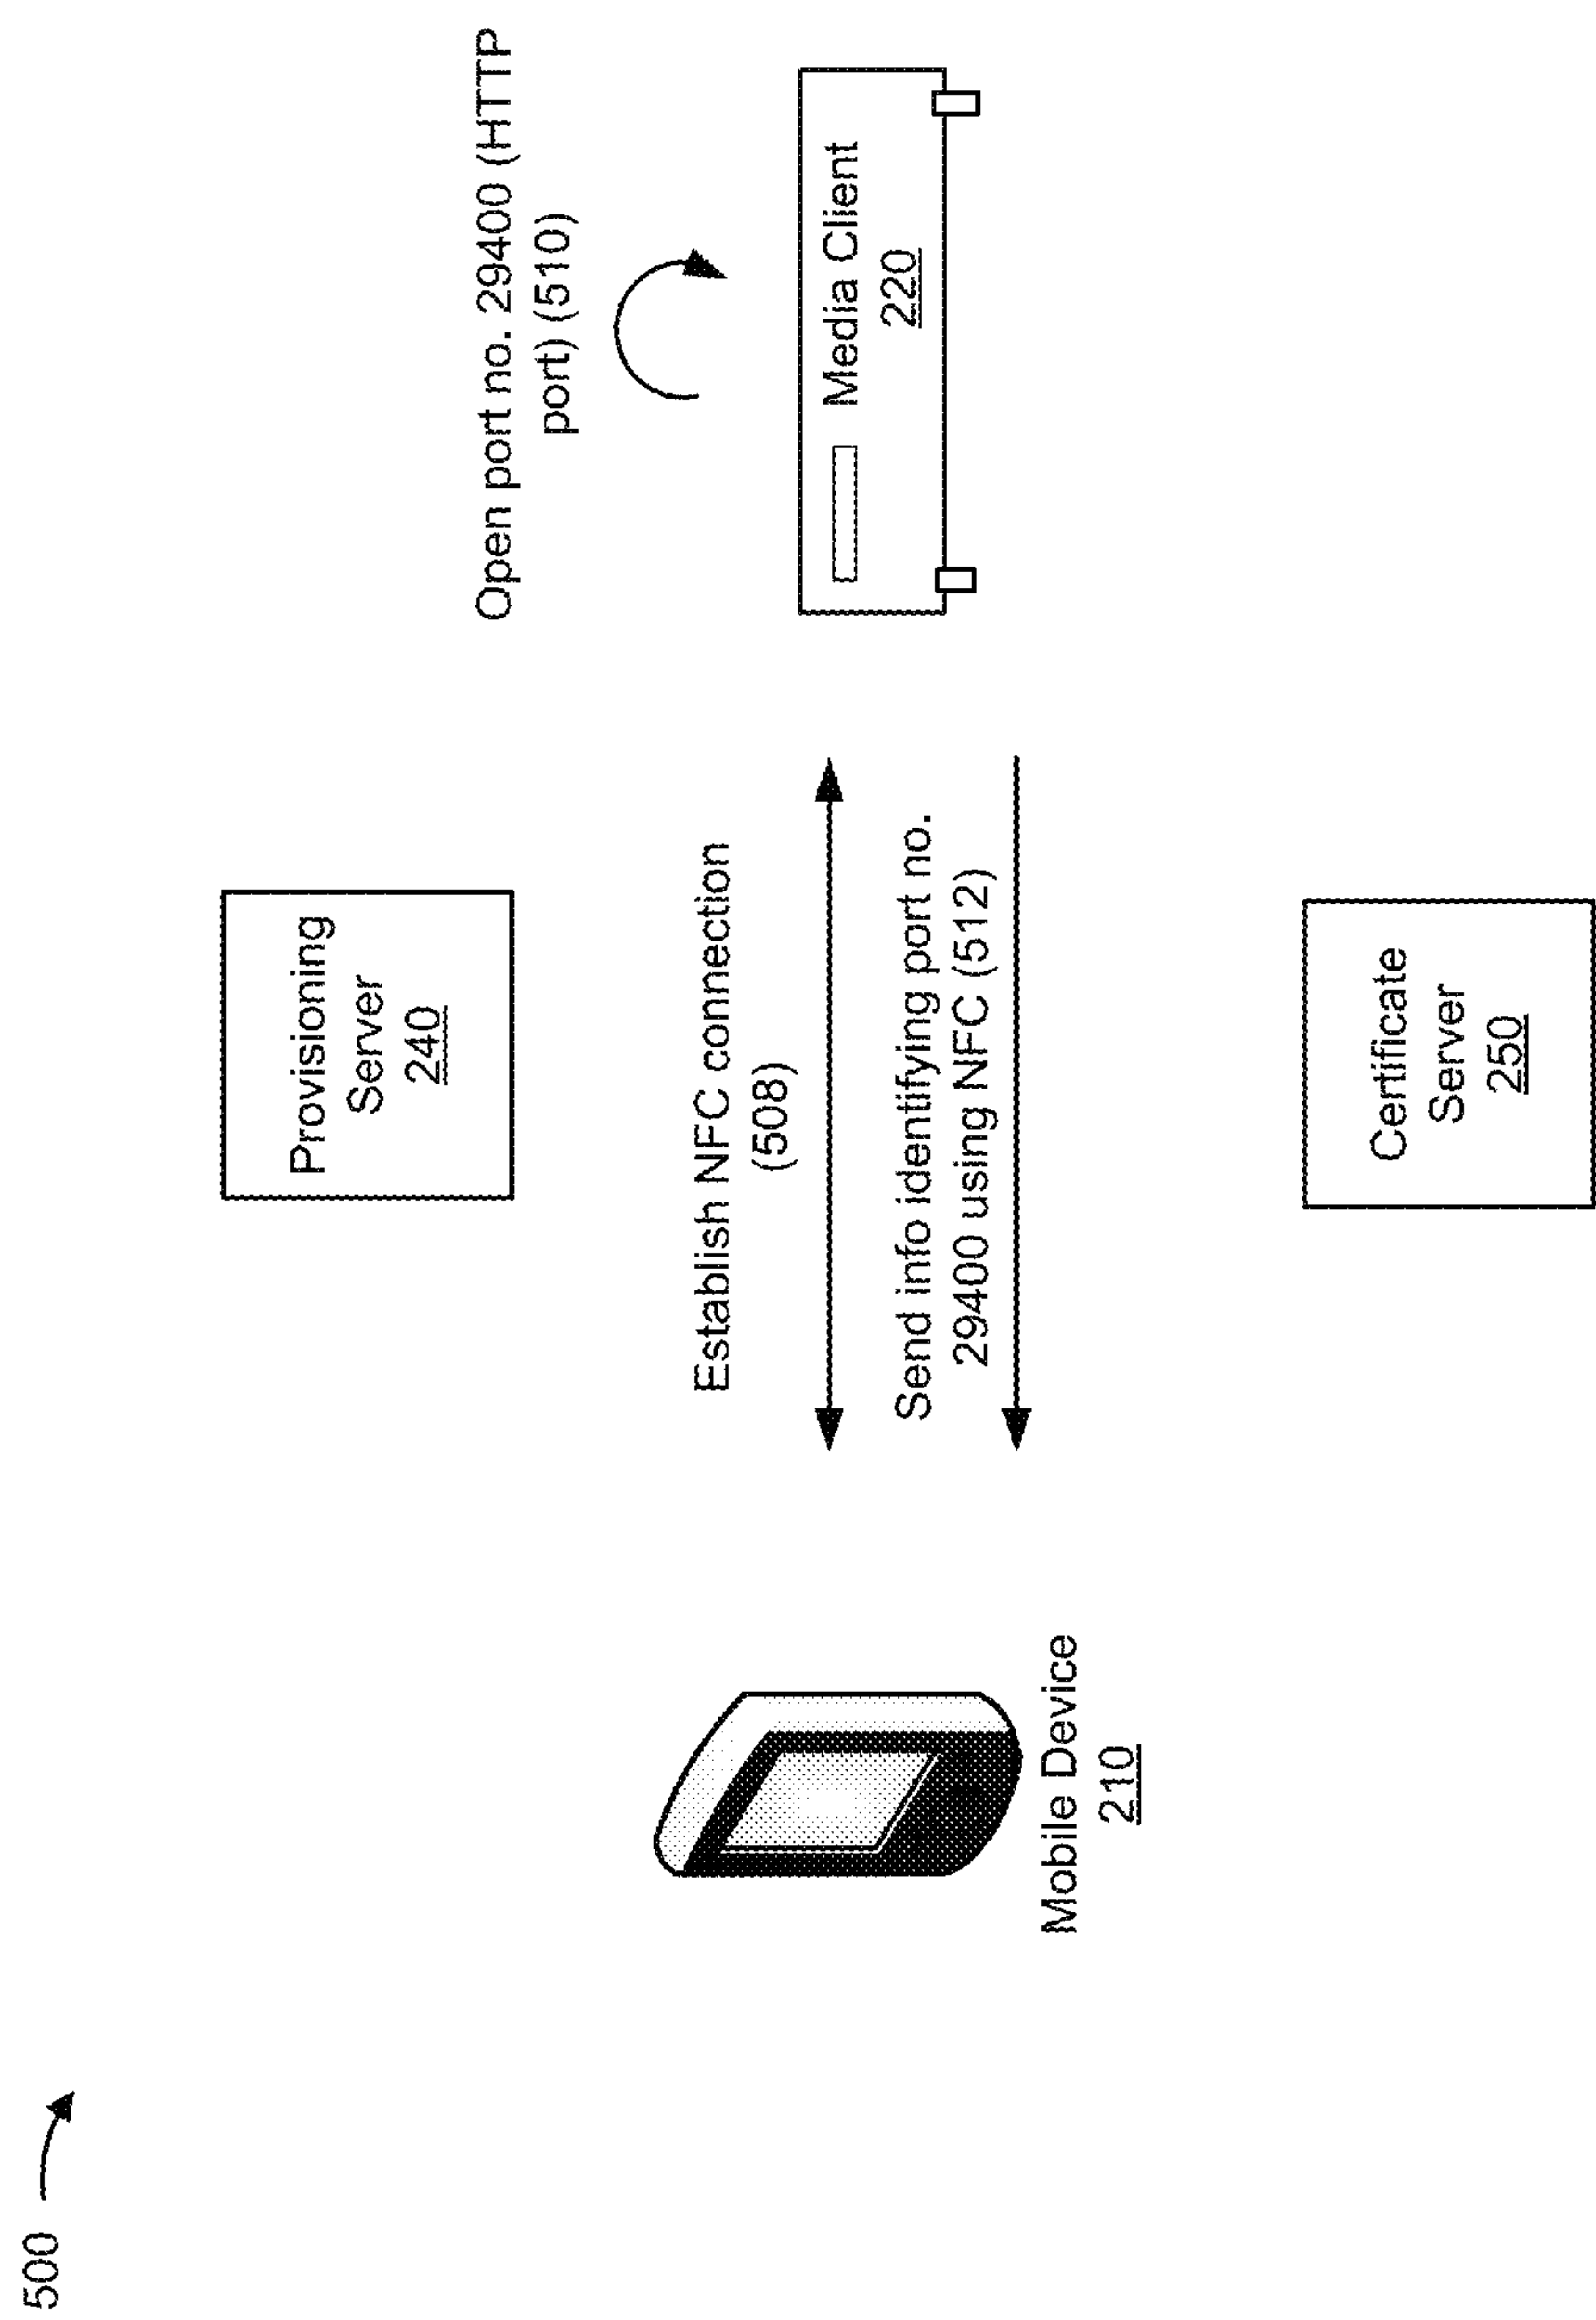 500
Provisioning
Server
240
Open port no. 29400 (HTTP
port) (510)
Establish NFC connection
(508)
Media Client
220
Send info identifying port no.
29400 using NFC (512)
Mobile Device
210
Certificate
Server
250